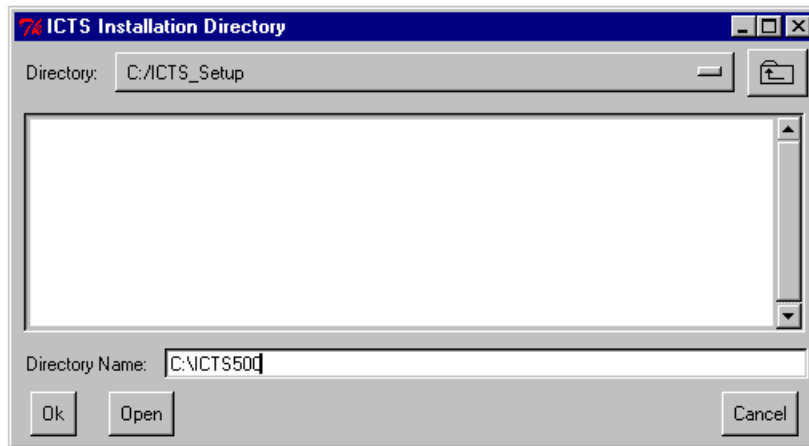 ICTS Installation Directory
Directory: C:/ICTS_Setup
Directory Name: C:\ICTS500
Ok Open Cancel